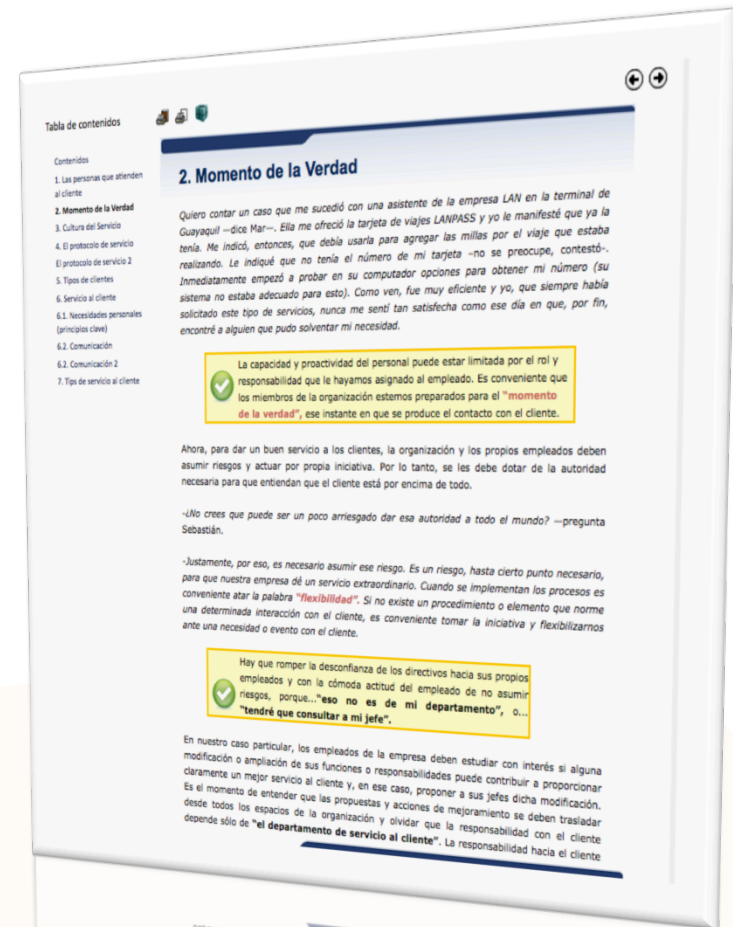 Tabla de contenidos
Contenidos
1. Las personas que atienden
al cliente
2. Momento de la Verdad
3. Cultura del Servicio
4. El protocolo de servicio
El protocolo de servicio 2
5. Tipos de clientes
6. Servicio al cliente
6.1. Necesidades personales
(principios clave)
6.2. Comunicación
6.2. Comunicación 2
7. Tips de servicio al cliente
2. Momento de la Verdad
Quiero contar un caso que me sucedió con una asistente de la empresa LAN en la terminal de
Guayaquil —dice Mar—. Ella me ofreció la tarjeta de viajes LANPASS y yo le manifesté que ya la
tenía. Me indicó, entonces, que debía usarla para agregar las millas por el viaje que estaba
realizando. Le indiqué que no tenía el número de mi tarjeta –no se preocupe, contestó-.
Inmediatamente empezó a probar en su computador opciones para obtener mi número (su
sistema no estaba adecuado para esto). Como ven, fue muy eficiente y yo, que siempre había
solicitado este tipo de servicios, nunca me sentí tan satisfecha como ese día en que, por fin,
encontré a alguien que pudo solventar mi necesidad.
La capacidad y proactividad del personal puede estar limitada por el rol y
responsabilidad que le hayamos asignado al empleado. Es conveniente que
los miembros de la organización estemos preparados para el "momento
de la verdad", ese instante en que se produce el contacto con el cliente.
Ahora, para dar un buen servicio a los clientes, la organización y los propios empleados deben
asumir riesgos y actuar por propia iniciativa. Por lo tanto, se les debe dotar de la autoridad
necesaria para que entiendan que el cliente está por encima de todo.
-¿No crees que puede ser un poco arriesgado dar esa autoridad a todo el mundo? —pregunta
Sebastián.
-Justamente, por eso, es necesario asumir ese riesgo. Es un riesgo, hasta cierto punto necesario,
para que nuestra empresa dé un servicio extraordinario. Cuando se implementan los procesos es
conveniente atar la palabra "flexibilidad". Si no existe un procedimiento o elemento que norme
una determinada interacción con el cliente, es conveniente tomar la iniciativa y flexibilizarnos
ante una necesidad o evento con el cliente.
Hay que romper la desconfianza de los directivos hacia sus propios
empleados y con la cómoda actitud del empleado de no asumir
riesgos, porque..."eso no es de mi departamento", o...
"tendré que consultar a mi jefe".
En nuestro caso particular, los empleados de la empresa deben estudiar con interés si alguna
modificación o ampliación de sus funciones o responsabilidades puede contribuir a proporcionar
claramente un mejor servicio al cliente y, en ese caso, proponer a sus jefes dicha modificación.
Es el momento de entender que las propuestas y acciones de mejoramiento se deben trasladar
desde todos los espacios de la organización y olvidar que la responsabilidad con el cliente
depende sólo de "el departamento de servicio al cliente". La responsabilidad hacia el cliente